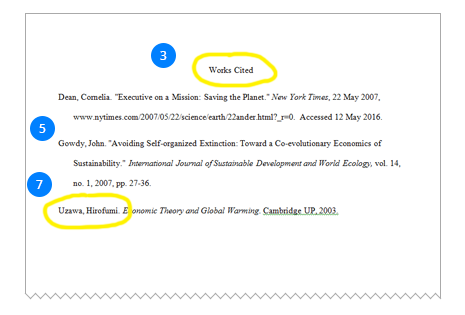 3
Works Cited
Dean, Cornelia. "Executive on a Mission: Saving the Planet." New York Times, 22 May 2007,
www.nytimes.com/2007/05/22/science/earth/22ander.html?_r=0. Accessed 12 May 2016.
5
Gowdy, John. "Avoiding Self-organized Extinction: Toward a Co-evolutionary Economics of
Sustainability." International Journal of Sustainable Development and World Ecology, vol. 14,
7
no. 1, 2007, pp. 27-36.
Uzawa, Hirofumi. Economic Theory and Global Warming. Cambridge UP, 2003.